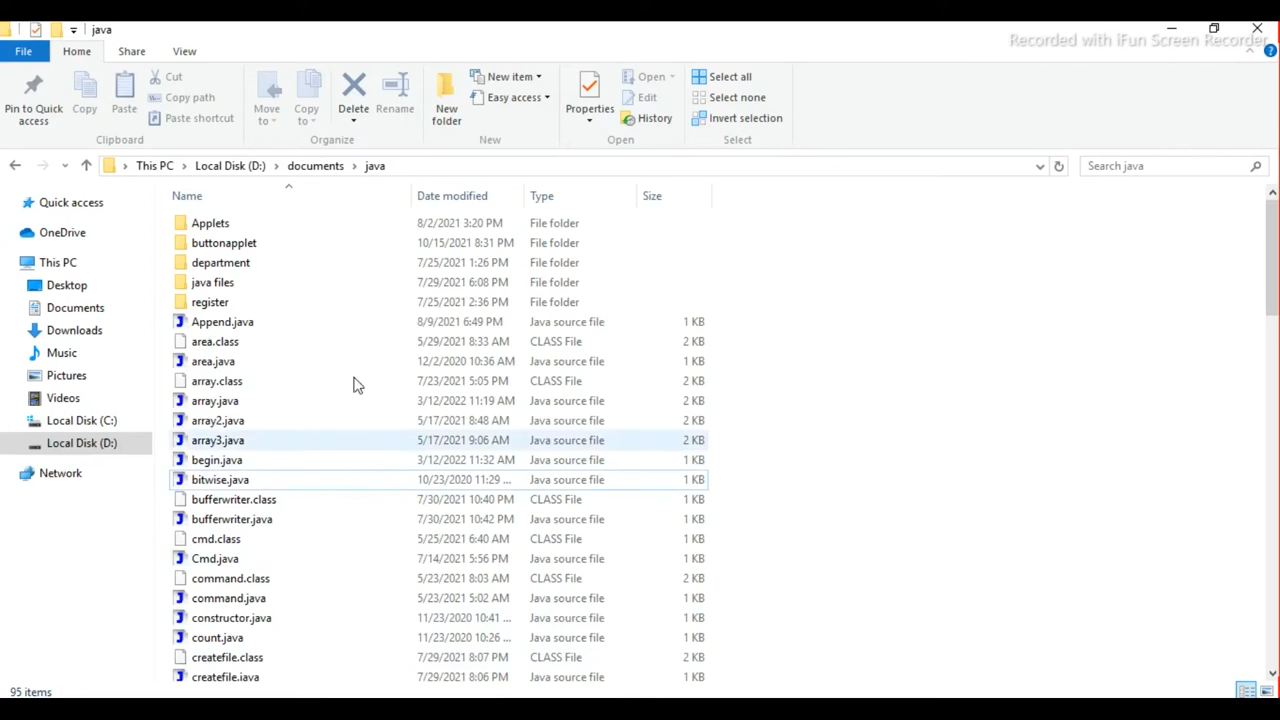 java
Recorded with iFun Screen Recorder
File Home Share View
Pin to Quick access
Copy
Paste
Cut
Copy path
Paste shortcut
Clipboard
Move to
Copy to
Delete
Rename
Organize
New folder
New item
Easy access
New
Properties
Open
Edit
History
Open
Select all
Select none
Invert selection
Select
This PC > Local Disk (D:) > documents > java
Search java
Quick access
OneDrive
This PC
Desktop
Documents
Downloads
Music
Pictures
Videos
Local Disk (C:)
Local Disk (D:)
Network
Name Date modified Type Size
Applets 8/2/2021 3:20 PM File folder
buttonapplet 10/15/2021 8:31 PM File folder
department 7/25/2021 1:26 PM File folder
java files 7/29/2021 6:08 PM File folder
register 7/25/2021 2:36 PM File folder
Append.java 8/9/2021 6:49 PM Java source file 1 KB
area.class 5/29/2021 8:33 AM CLASS File 2 KB
area.java 12/2/2020 10:36 AM Java source file 1 KB
array.class 7/23/2021 5:05 PM CLASS File 2 KB
array.java 3/12/2022 11:19 AM Java source file 1 KB
array2.java 5/17/2021 8:48 AM Java source file 2 KB
array3.java 5/17/2021 9:06 AM Java source file 2 KB
begin.java 3/12/2022 11:32 AM Java source file 1 KB
bitwise.java 10/23/2020 11:29 ... Java source file 1 KB
bufferwriter.class 7/30/2021 10:40 PM CLASS File 1 KB
bufferwriter.java 7/30/2021 10:42 PM Java source file 1 KB
cmd.class 5/25/2021 6:40 AM CLASS File 1 KB
Cmd.java 7/14/2021 5:56 PM Java source file 1 KB
command.class 5/23/2021 8:03 AM CLASS File 2 KB
command.java 5/23/2021 5:02 AM Java source file 1 KB
constructor.java 11/23/2020 10:41 ... Java source file 1 KB
count.java 11/23/2020 10:26 ... Java source file 1 KB
createfile.class 7/29/2021 8:07 PM CLASS File 2 KB
createfile.java 7/29/2021 8:06 PM Java source file 1 KB
95 items